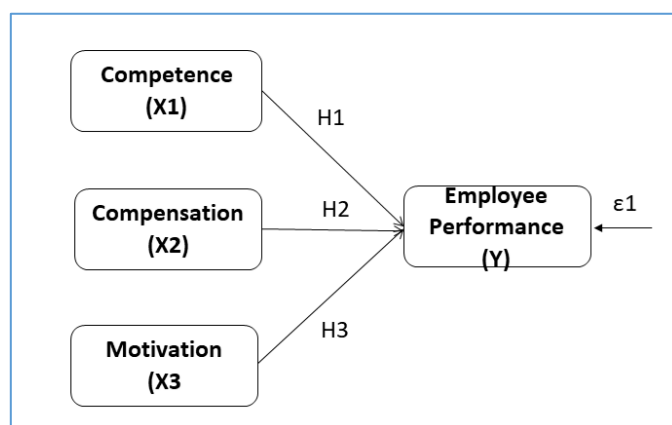 Competence
(X1)
H1
Compensation
(X2)
H2
Employee
Performance
(Y)
ε1
H3
Motivation
(X3